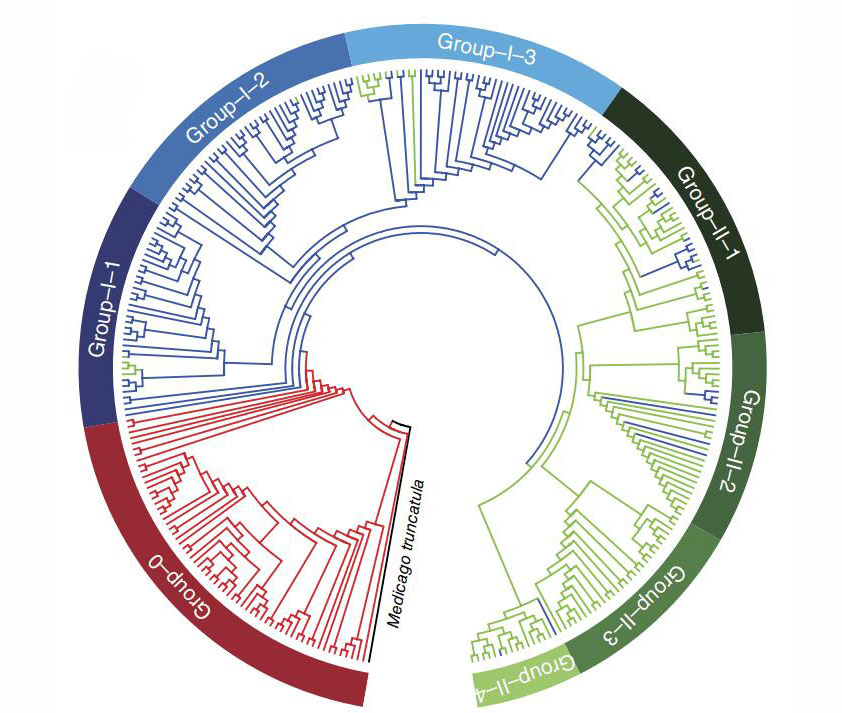 Group–I–3
Group–I–2
Group–II–1
Group–I–1
Group–II–2
Medicago truncatula
Group–0
Group–II–3
Group–II–4